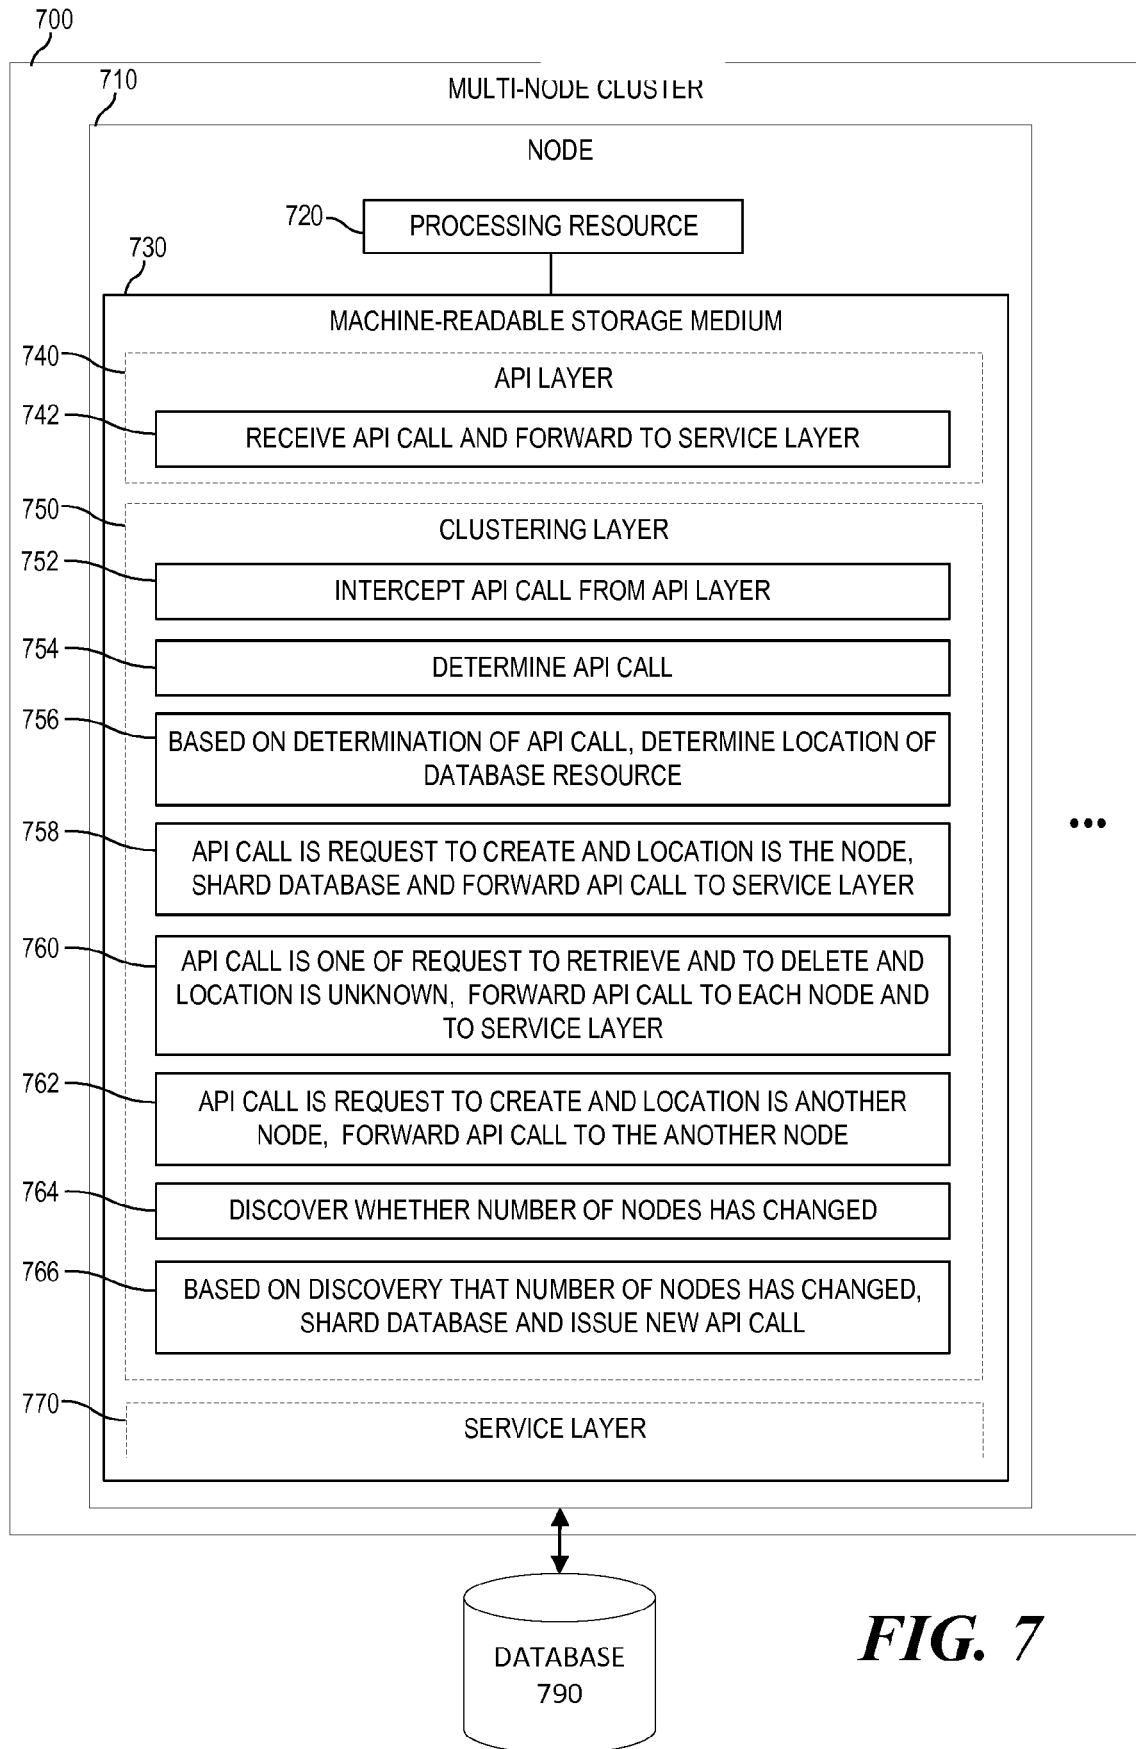 700
MULTI-NODE CLUSTER
710
NODE
720
PROCESSING RESOURCE
730
MACHINE-READABLE STORAGE MEDIUM
740
API LAYER
742
RECEIVE API CALL AND FORWARD TO SERVICE LAYER
750
CLUSTERING LAYER
752
INTERCEPT API CALL FROM API LAYER
754
DETERMINE API CALL
756
BASED ON DETERMINATION OF API CALL, DETERMINE LOCATION OF
DATABASE RESOURCE
758
API CALL IS REQUEST TO CREATE AND LOCATION IS THE NODE,
SHARD DATABASE AND FORWARD API CALL TO SERVICE LAYER
760
API CALL IS ONE OF REQUEST TO RETRIEVE AND TO DELETE AND
LOCATION IS UNKNOWN, FORWARD API CALL TO EACH NODE AND
TO SERVICE LAYER
762
API CALL IS REQUEST TO CREATE AND LOCATION IS ANOTHER
NODE, FORWARD API CALL TO THE ANOTHER NODE
764
DISCOVER WHETHER NUMBER OF NODES HAS CHANGED
766
BASED ON DISCOVERY THAT NUMBER OF NODES HAS CHANGED,
SHARD DATABASE AND ISSUE NEW API CALL
770
SERVICE LAYER
•••
DATABASE
790
FIG. 7